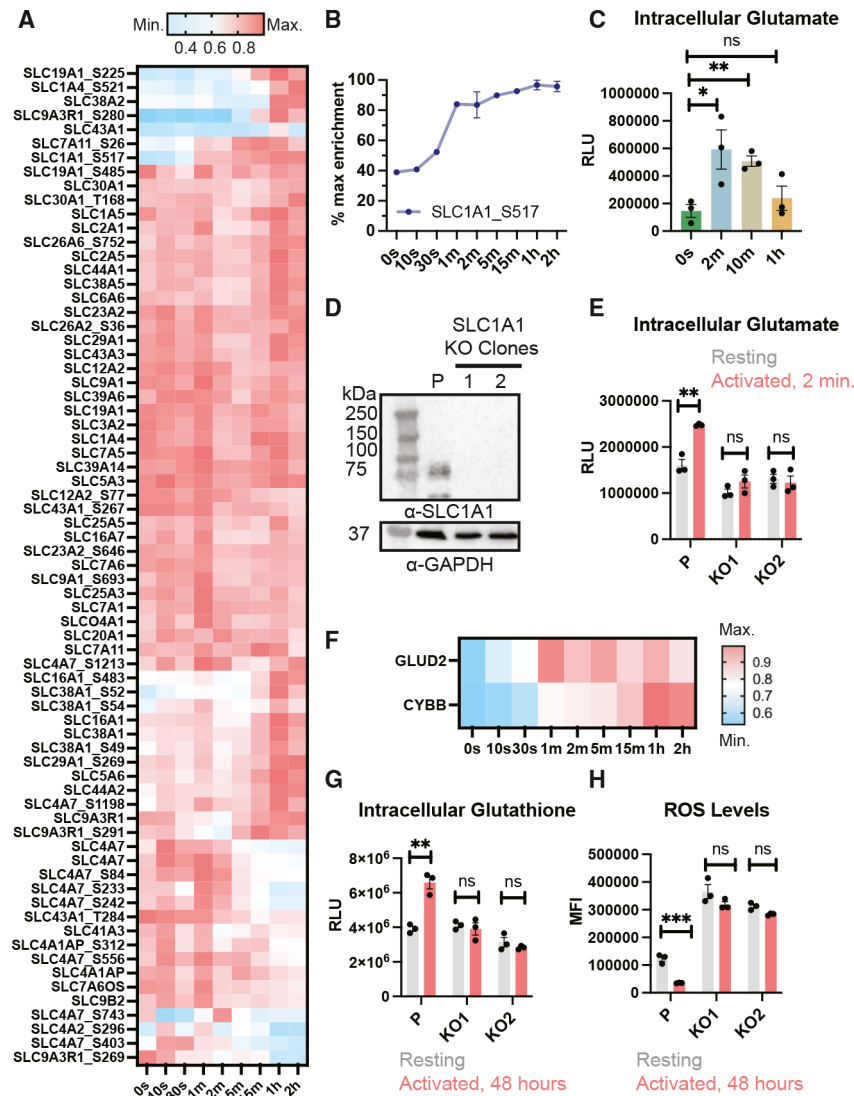 A
Min.
Max.
0.4 0.6 0.8
SLC19A1_S225
SLC1A4_S521
SLC38A2
SLC9A3R1_S280
SLC43A1
SLC7A11_S26
SLC1A1_S517
SLC19A1_S485
SLC30A1
SLC30A1_T168
SLC1A5
SLC2A1
SLC26A6_S752
SLC2A5
SLC44A1
SLC38A5
SLC6A6
SLC23A2
SLC26A2_S36
SLC29A1
SLC43A3
SLC12A2
SLC9A1
SLC39A6
SLC19A1
SLC3A2
SLC1A4
SLC7A5
SLC39A14
SLC5A3
SLC12A2_S77
SLC43A1_S267
SLC25A5
SLC16A7
SLC23A2_S646
SLC7A6
SLC9A1_S693
SLC25A3
SLC7A1
SLCO4A1
SLC20A1
SLC7A11
SLC4A7_S1213
SLC16A1_S483
SLC38A1_S52
SLC38A1_S54
SLC16A1
SLC38A1
SLC38A1_S49
SLC29A1_S269
SLC5A6
SLC44A2
SLC4A7_S1198
SLC9A3R1
SLC9A3R1_S291
SLC4A7
SLC4A7
SLC4A7_S84
SLC4A7_S233
SLC4A7_S242
SLC43A1_T284
SLC41A3
SLC4A1AP_S312
SLC4A7_S556
SLC4A1AP
SLC7A6OS
SLC9B2
SLC4A7_S743
SLC4A2_S296
SLC4A7_S403
SLC9A3R1_S269
0s 10s 30s 1m 2m 5m 15m 1h 2h
B
% max enrichment
100
80
60
40
20
0
SLC1A1_S517
0s 10s 30s 1m 2m 5m 15m 1h 2h
C
Intracellular Glutamate
ns
**
*
RLU
1000000
800000
600000
400000
200000
0
0s 2m 10m 1h
D
SLC1A1
KO Clones
P 1 2
kDa
250
150
100
75
α-SLC1A1
37
α-GAPDH
E
Intracellular Glutamate
Resting
Activated, 2 min.
** ns ns
RLU
3000000
2000000
1000000
0
P KO1 KO2
F
GLUD2
CYBB
0s 10s 30s 1m 2m 5m 15m 1h 2h
Max.
0.9
0.8
0.7
0.6
Min.
G
Intracellular Glutathione
** ns ns
RLU
8×10⁶
6×10⁶
4×10⁶
2×10⁶
0
P KO1 KO2
Resting
Activated, 48 hours
H
ROS Levels
*** ns ns
MFI
500000
400000
300000
200000
100000
0
P KO1 KO2
Resting
Activated, 48 hours